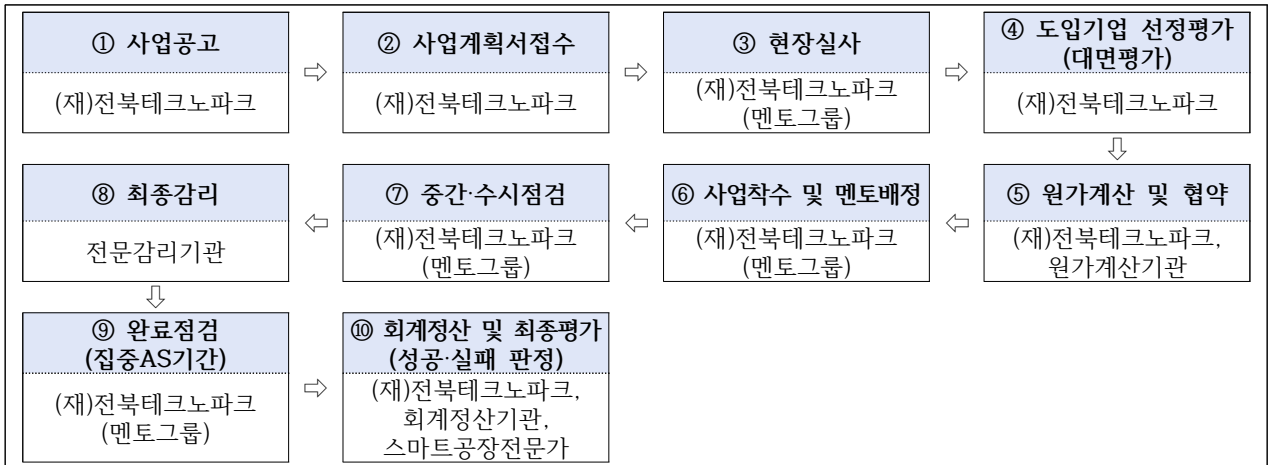 ① 사업공고
(재)전북테크노파크
⇨
② 사업계획서접수
(재)전북테크노파크
⇨
③ 현장실사
(재)전북테크노파크
(멘토그룹)
⇨
④ 도입기업 선정평가
(대면평가)
(재)전북테크노파크
⇩
⑤ 원가계산 및 협약
(재)전북테크노파크,
원가계산기관
⇦
⑥ 사업착수 및 멘토배정
(재)전북테크노파크
(멘토그룹)
⇦
⑦ 중간·수시점검
(재)전북테크노파크
(멘토그룹)
⇦
⑧ 최종감리
전문감리기관
⇩
⑨ 완료점검
(집중AS기간)
(재)전북테크노파크
(멘토그룹)
⇨
⑩ 회계정산 및 최종평가
(성공·실패 판정)
(재)전북테크노파크,
회계정산기관,
스마트공장전문가